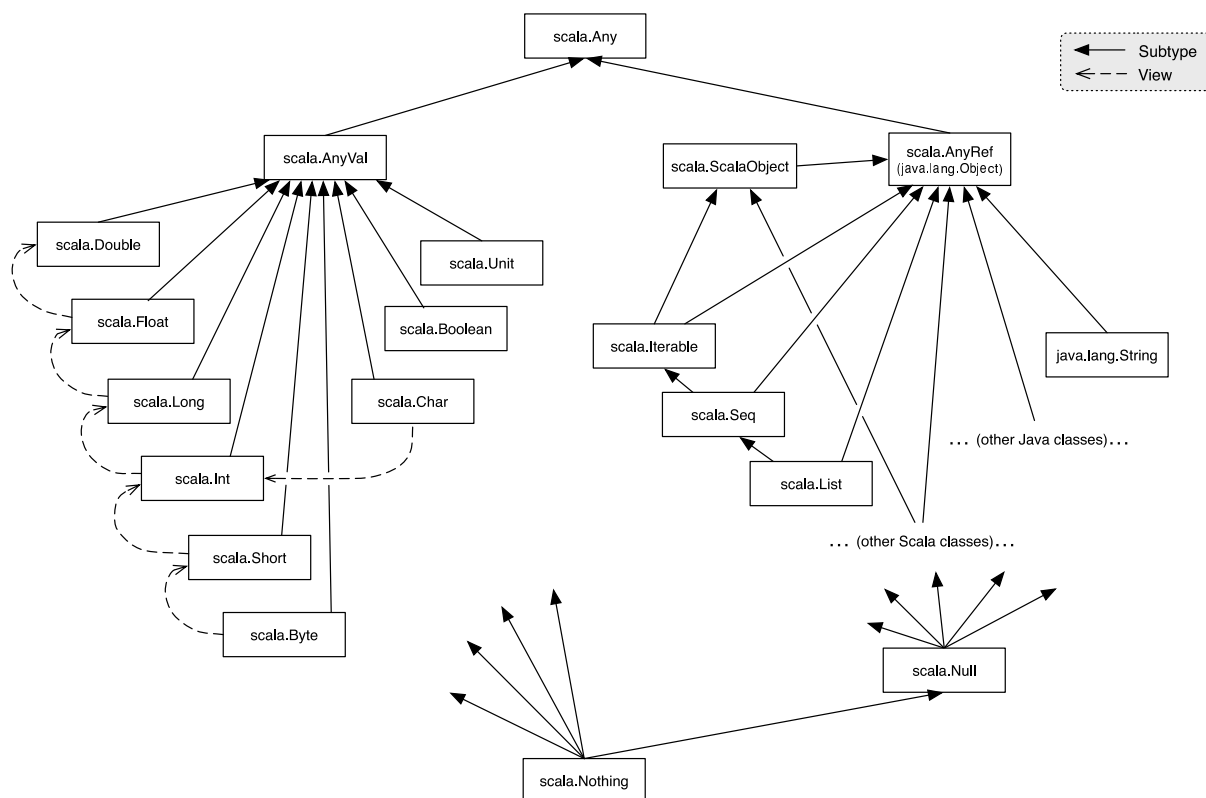 scala.Any
Subtype
View
scala.AnyVal
scala.ScalaObject
scala.AnyRef
(java.lang.Object)
scala.Double
scala.Unit
scala.Float
scala.Boolean
scala.Iterable
java.lang.String
scala.Long
scala.Char
scala.Seq
... (other Java classes)...
scala.Int
scala.List
scala.Short
... (other Scala classes)...
scala.Byte
scala.Null
scala.Nothing